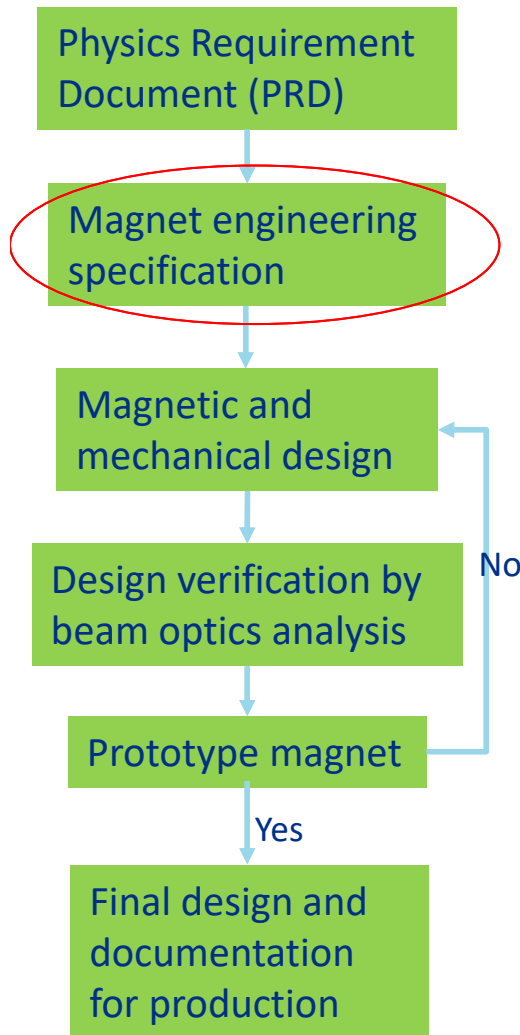 Physics Requirement
Document (PRD)
Magnet engineering
specification
Magnetic and
mechanical design
Design verification by
beam optics analysis
No
Prototype magnet
Yes
Final design and
documentation
for production